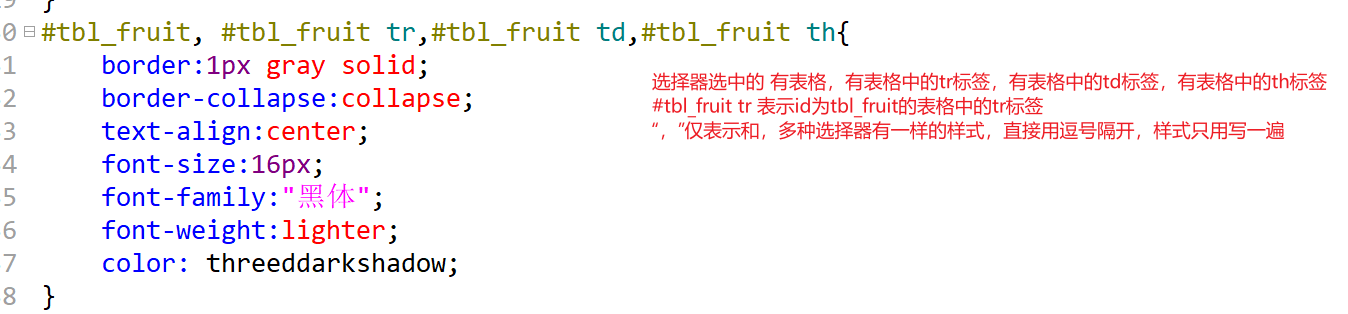 }
0 #tbl_fruit, #tbl_fruit tr,#tbl_fruit td,#tbl_fruit th{
1 border:1px gray solid;
2 border-collapse:collapse;
3 text-align:center;
4 font-size:16px;
5 font-family:"黑体";
6 font-weight:lighter;
7 color: threeddarkshadow;
8 }
选择器选中的 有表格，有表格中的tr标签，有表格中的td标签，有表格中的th标签
#tbl_fruit tr 表示id为tbl_fruit的表格中的tr标签
“，”仅表示和，多种选择器有一样的样式，直接用逗号隔开，样式只用写一遍